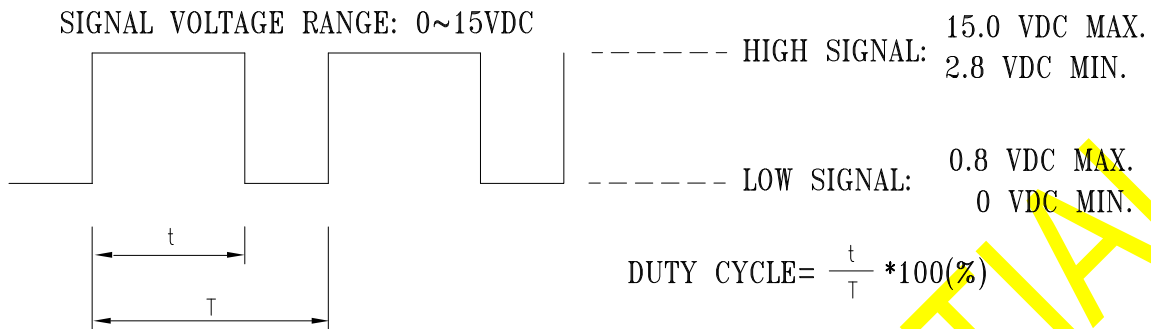 SIGNAL VOLTAGE RANGE: 0~15VDC
HIGH SIGNAL: 15.0 VDC MAX.
2.8 VDC MIN.
LOW SIGNAL: 0.8 VDC MAX.
0 VDC MIN.
t
T
DUTY CYCLE= t/T *100(%)